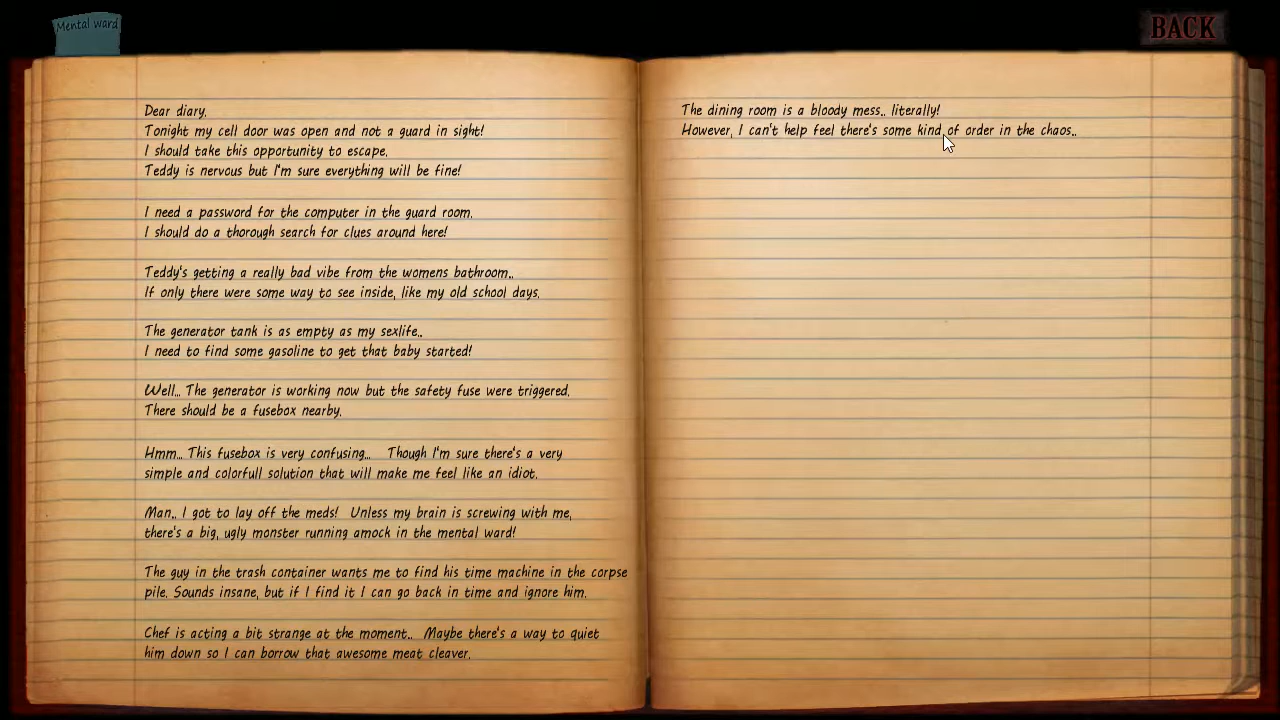 Mental ward
BACK
Dear diary.
Tonight my cell door was open and not a guard in sight!
I should take this opportunity to escape.
Teddy is nervous but I'm sure everything will be fine!
I need a password for the computer in the guard room.
I should do a thorough search for clues around here!
Teddy's getting a really bad vibe from the womens bathroom..
If only there were some way to see inside, like my old school days.
The generator tank is as empty as my sexlife..
I need to find some gasoline to get that baby started!
Well... The generator is working now but the safety fuse were triggered.
There should be a fusebox nearby.
Hmm... This fusebox is very confusing... Though I'm sure there's a very
simple and colorfull solution that will make me feel like an idiot.
Man.. I got to lay off the meds! Unless my brain is screwing with me,
there's a big, ugly monster running amock in the mental ward!
The guy in the trash container wants me to find his time machine in the corpse
pile. Sounds insane, but if I find it I can go back in time and ignore him.
Chef is acting a bit strange at the moment.. Maybe there's a way to quiet
him down so I can borrow that awesome meat cleaver.
The dining room is a bloody mess.. literally!
However, I can't help feel there's some kind of order in the chaos..